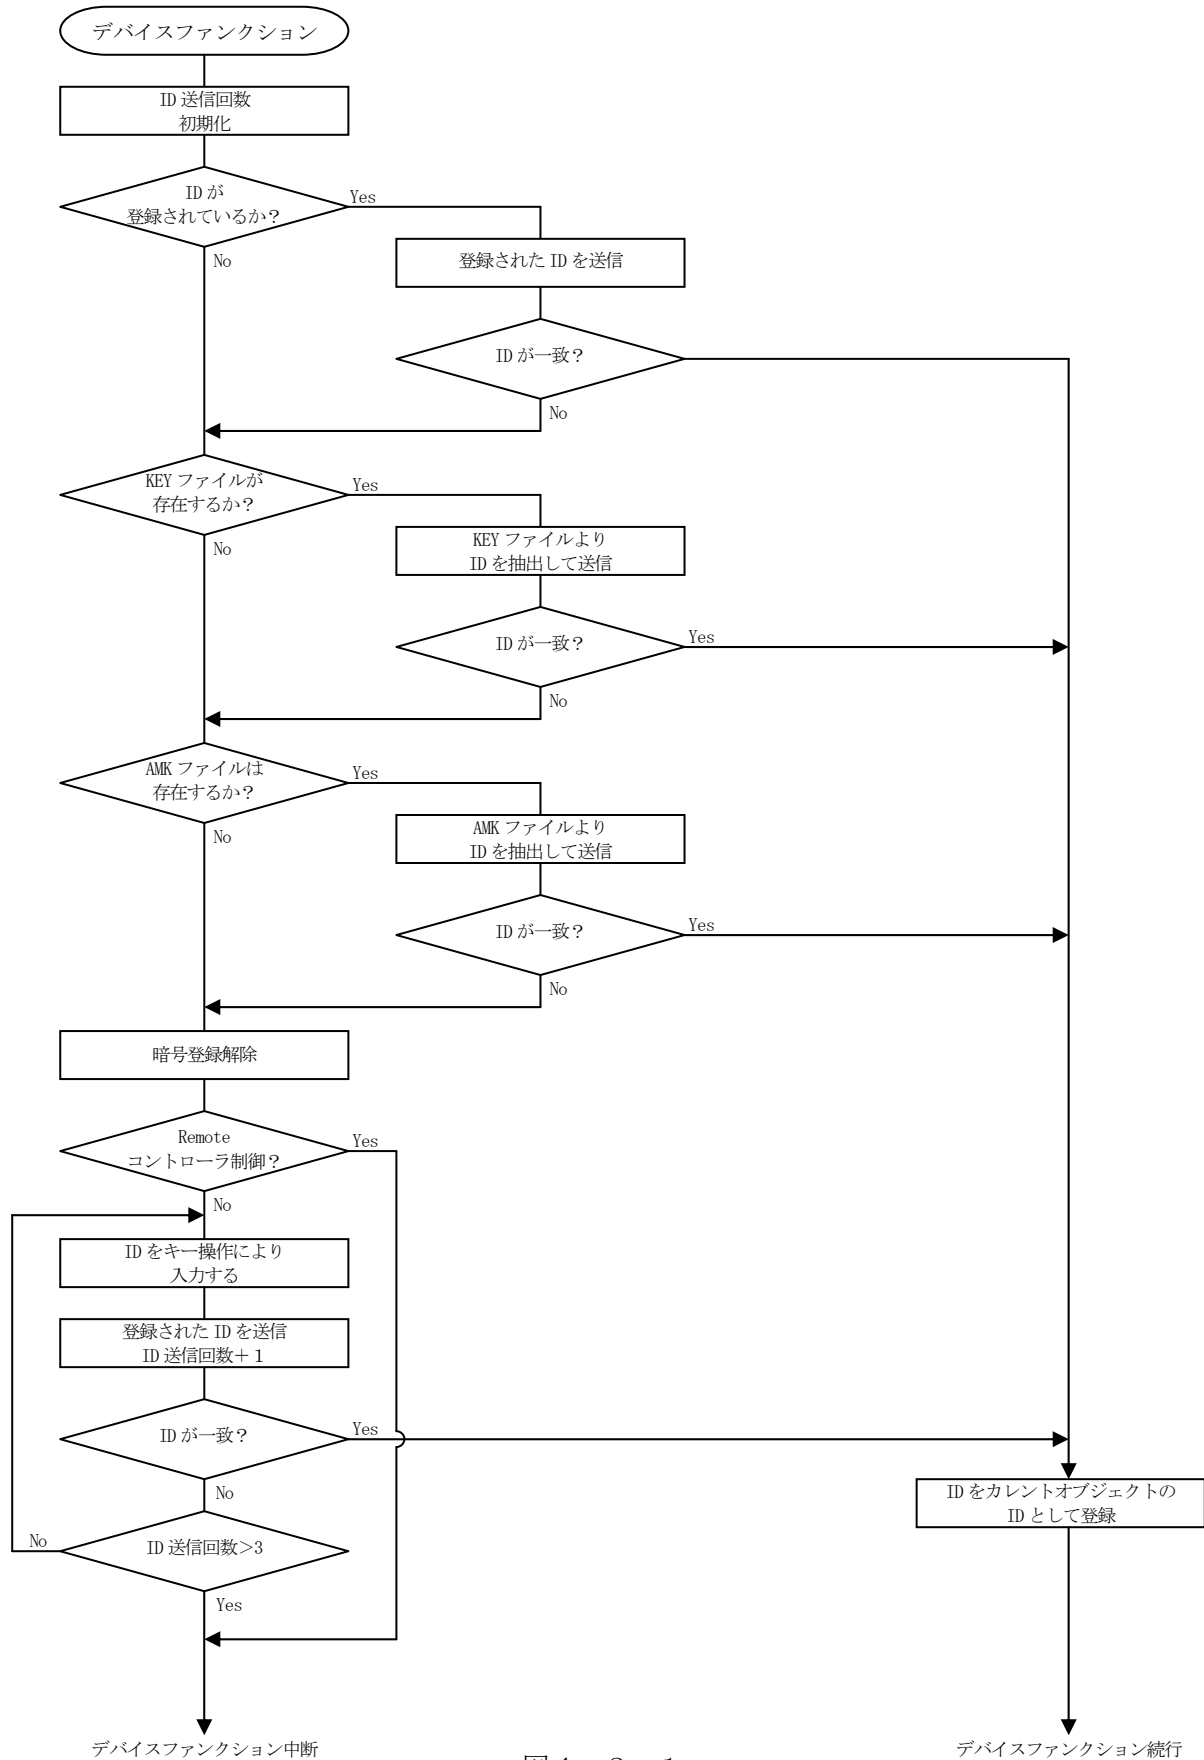 デバイスファンクション
ID 送信回数
初期化
ID が
登録されているか？
Yes
No
登録された ID を送信
ID が一致？
No
KEY ファイルが
存在するか？
Yes
No
KEY ファイルより
ID を抽出して送信
ID が一致？
Yes
No
AMK ファイルは
存在するか？
Yes
No
AMK ファイルより
ID を抽出して送信
ID が一致？
Yes
No
暗号登録解除
Remote
コントローラ制御？
Yes
No
ID をキー操作により
入力する
登録された ID を送信
ID 送信回数＋１
ID が一致？
Yes
No
ID をカレントオブジェクトの
ID として登録
ID 送信回数>3
No
Yes
デバイスファンクション中断
デバイスファンクション続行